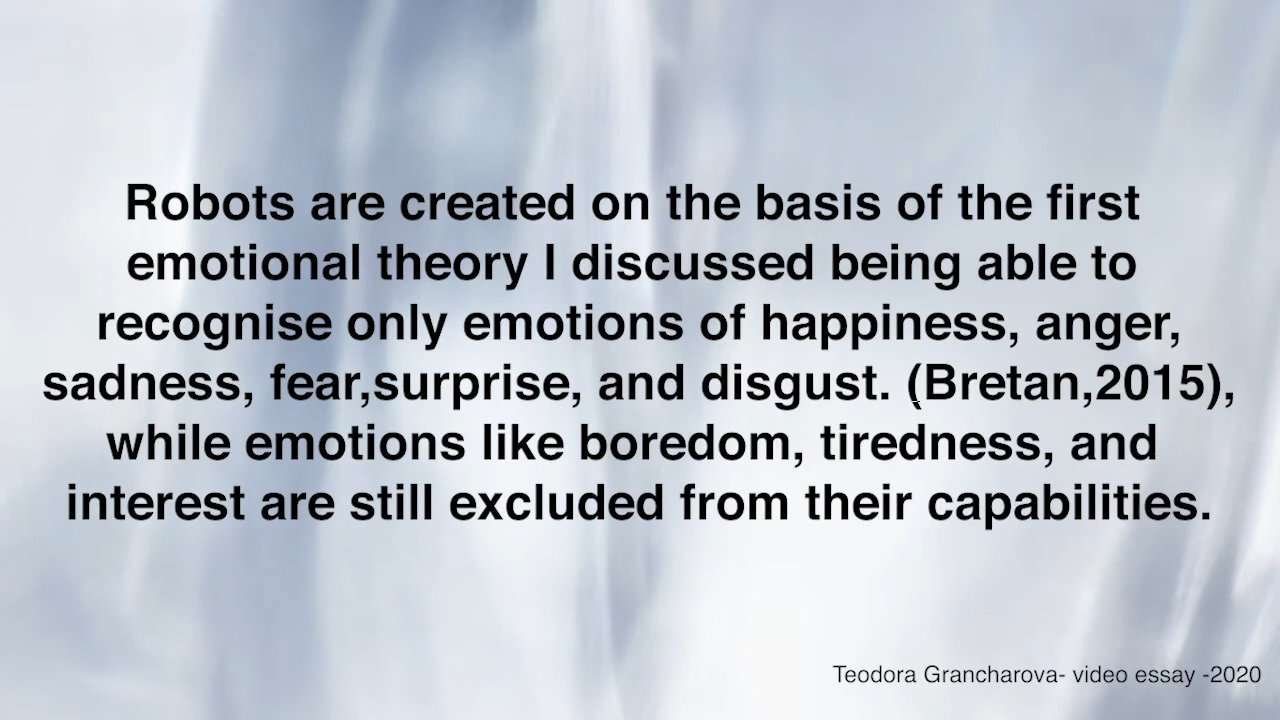 Robots are created on the basis of the first
emotional theory I discussed being able to
recognise only emotions of happiness, anger,
sadness, fear,surprise, and disgust. (Bretan,2015),
while emotions like boredom, tiredness, and
interest are still excluded from their capabilities.
Teodora Grancharova- video essay -2020